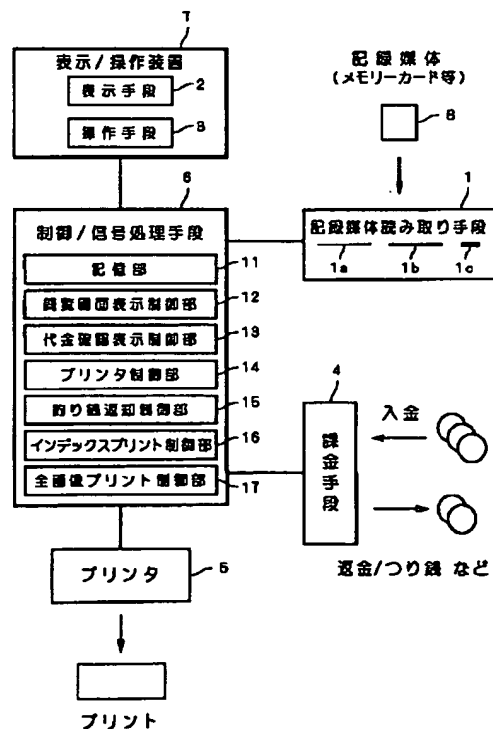 7
表示/操作装置
表示手段 2
操作手段 3
記録媒体
(メモリーカード等)
8
6
制御/信号処理手段
記憶部 11
閲覧画面表示制御部 12
代金確認表示制御部 13
プリンタ制御部 14
釣り銭返却制御部 15
インデックスプリント制御部 16
全画像プリント制御部 17
1
記録媒体読み取り手段
1a 1b 1c
4
課金手段
入金
返金/つり銭 など
プリンタ 5
プリント